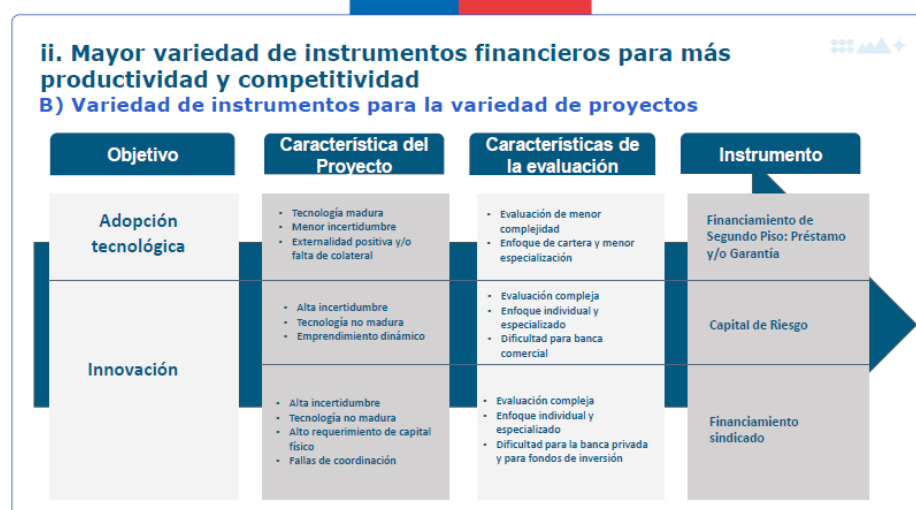 ii. Mayor variedad de instrumentos financieros para más
productividad y competitividad
B) Variedad de instrumentos para la variedad de proyectos
Objetivo
Característica del
Proyecto
Características de
la evaluación
Instrumento
Adopción
tecnológica
• Tecnología madura
• Menor incertidumbre
• Externalidad positiva y/o
falta de colateral
• Evaluación de menor
complejidad
• Enfoque de cartera y menor
especialización
Financiamiento de
Segundo Piso: Préstamo
y/o Garantía
Innovación
• Alta incertidumbre
• Tecnología no madura
• Emprendimiento dinámico
• Evaluación compleja
• Enfoque individual y
especializado
• Dificultad para banca
comercial
Capital de Riesgo
• Alta incertidumbre
• Tecnología no madura
• Alto requerimiento de capital
físico
• Fallas de coordinación
• Evaluación compleja
• Enfoque individual y
especializado
• Dificultad para la banca privada
y para fondos de inversión
Financiamiento
sindicado